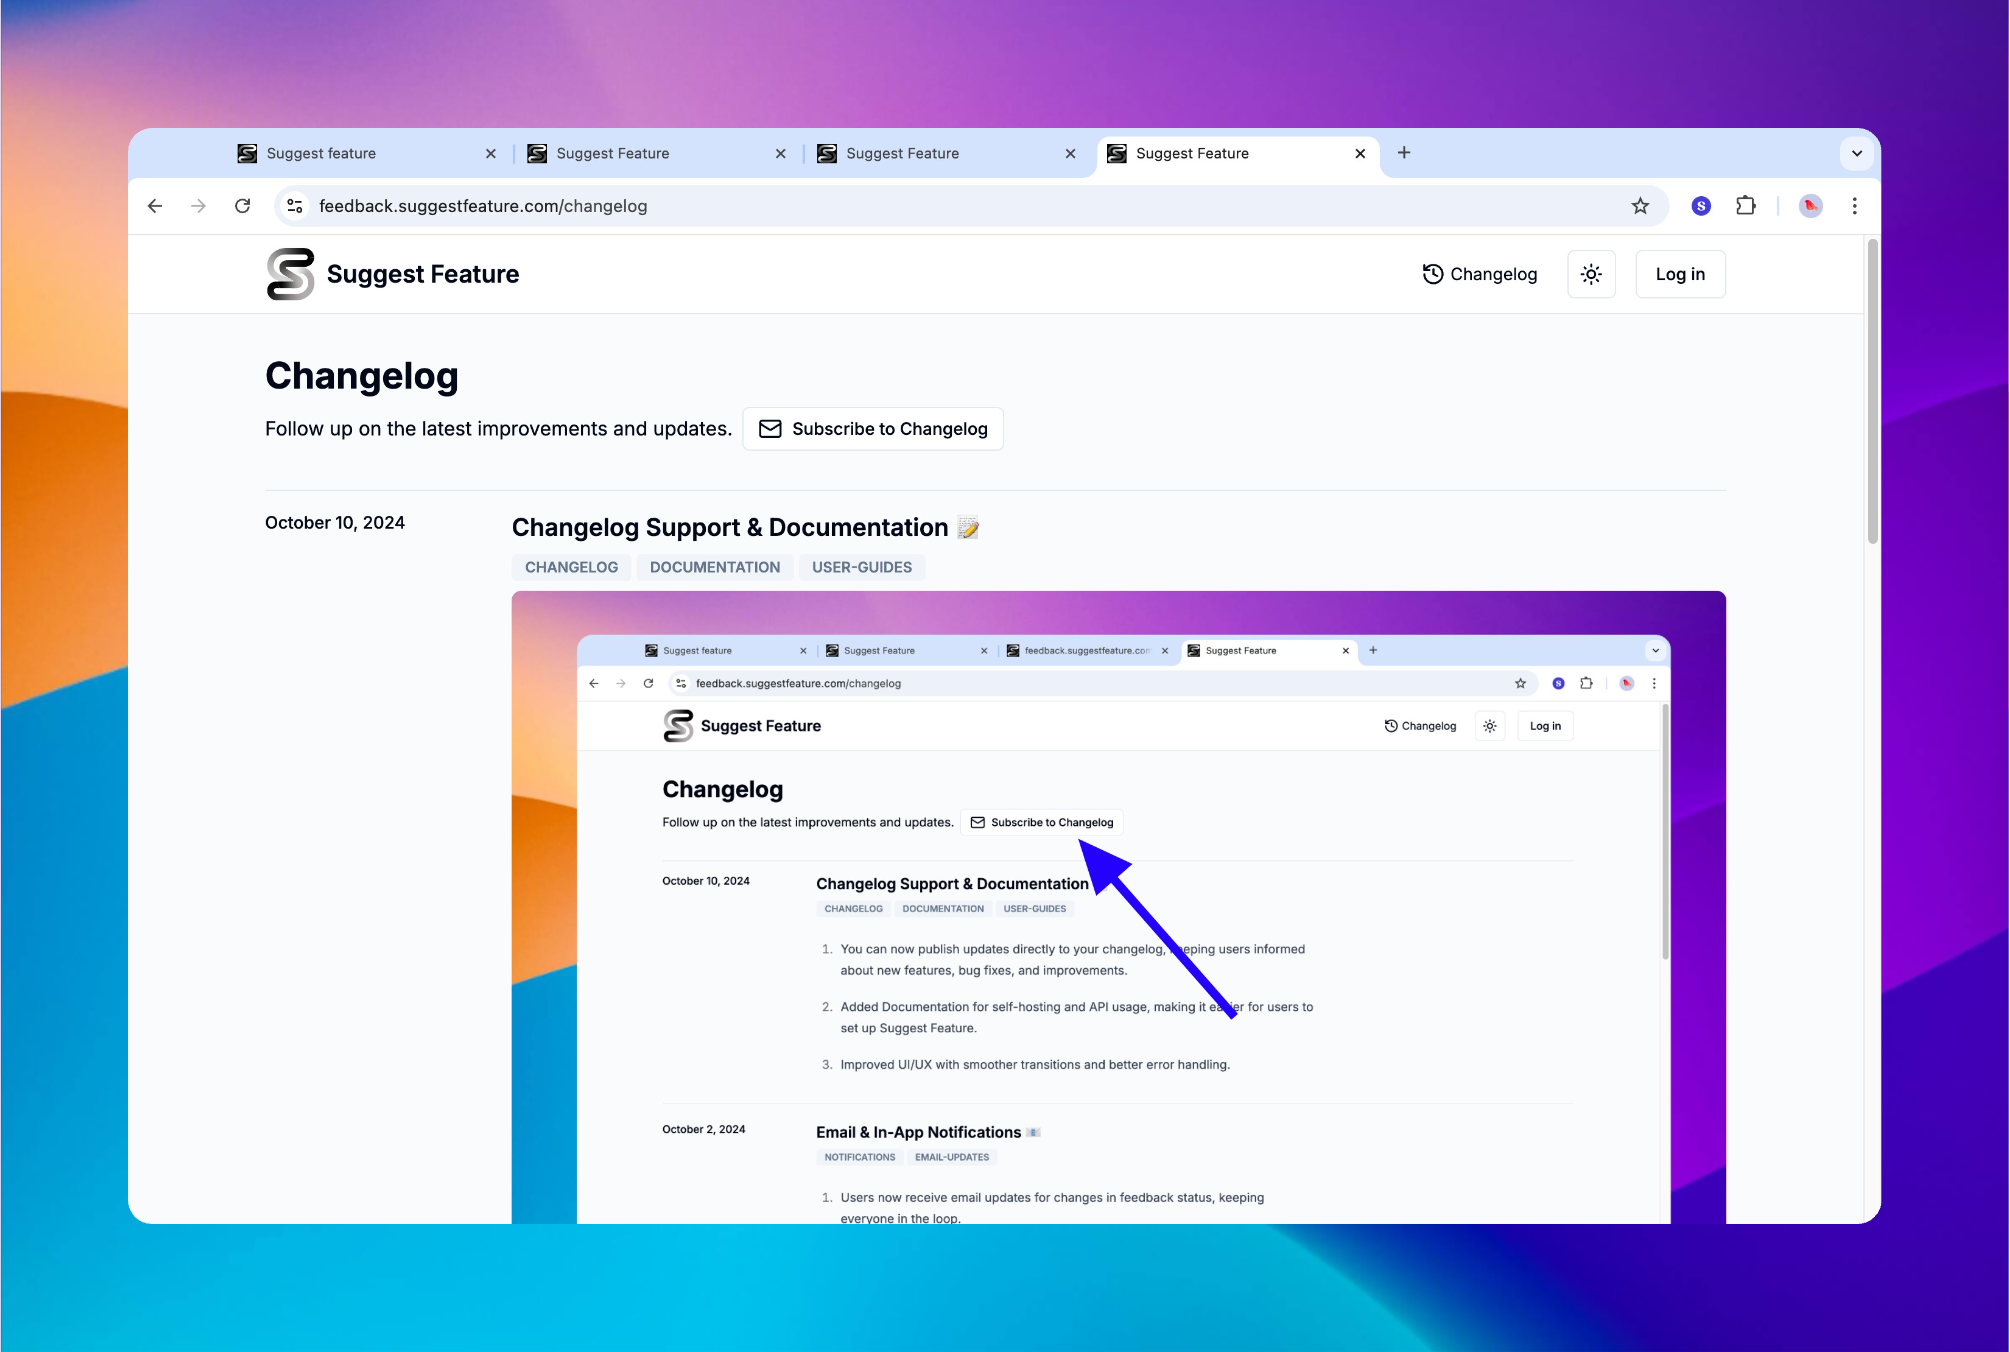 Suggest feature
Suggest Feature
Suggest Feature
Suggest Feature
feedback.suggestfeature.com/changelog
S
Suggest Feature
Changelog
Log in
Changelog
Follow up on the latest improvements and updates.
Subscribe to Changelog
October 10, 2024
Changelog Support & Documentation
CHANGELOG
DOCUMENTATION
USER-GUIDES
Suggest feature
Suggest Feature
feedback.suggestfeature.con
Suggest Feature
feedback.suggestfeature.com/changelog
S
Suggest Feature
Changelog
Log in
Changelog
Follow up on the latest improvements and updates.
Subscribe to Changelog
October 10, 2024
Changelog Support & Documentation
CHANGELOG
DOCUMENTATION
USER-GUIDES
1. You can now publish updates directly to your changelog, eping users informed
about new features, bug fixes, and improvements.
2. Added Documentation for self-hosting and API usage, making it er for users to
set up Suggest Feature.
3. Improved UI/UX with smoother transitions and better error handling.
October 2, 2024
Email & In-App Notifications
NOTIFICATIONS
EMAIL-UPDATES
1. Users now receive email updates for changes in feedback status, keeping
everyone in the loop.